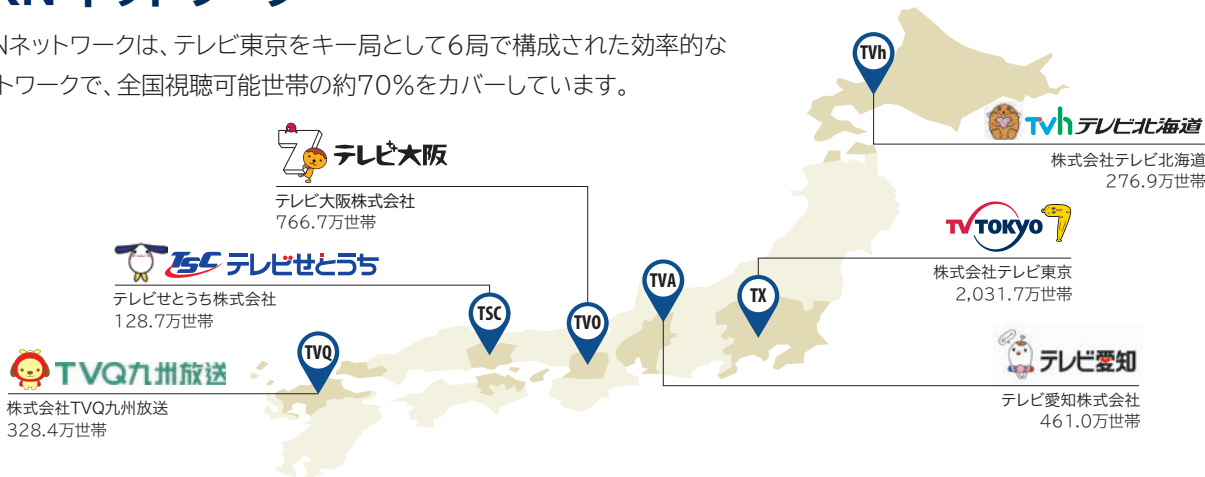 Nネットワークは、テレビ東京をキー局として6局で構成された効率的な
トワークで、全国視聴可能世帯の約70%をカバーしています。
TVh
TVh テレビ北海道
株式会社テレビ北海道
276.9万世帯
テレビ大阪
テレビ大阪株式会社
766.7万世帯
TV TOKYO
株式会社テレビ東京
2,031.7万世帯
TSC テレビせとうち
テレビせとうち株式会社
128.7万世帯
TVA
TX
TSC
TVO
TVQ
テレビ愛知
テレビ愛知株式会社
461.0万世帯
TVQ九州放送
株式会社TVQ九州放送
328.4万世帯